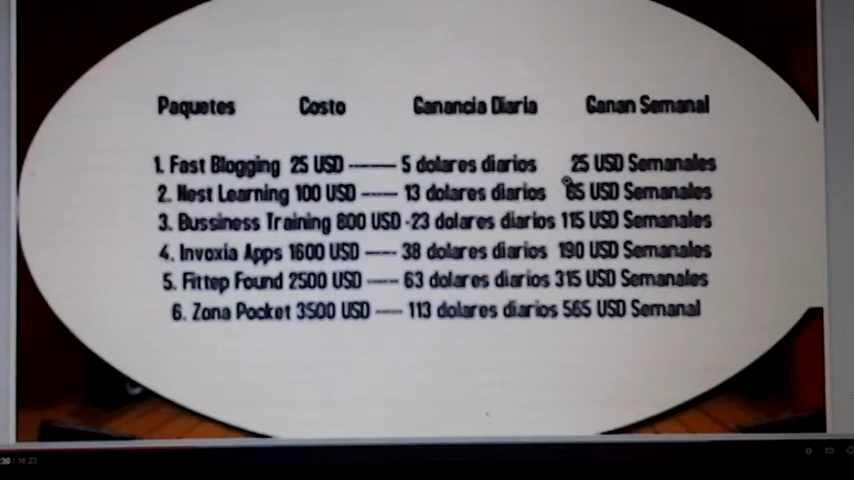 Paquetes Costo Ganancia Diaria Ganan Semanal
1. Fast Blogging 25 USD ------ 5 dolares diarios 25 USD Semanales
2. Nest Learning 100 USD ---- 13 dolares diarios 65 USD Semanales
3. Bussiness Training 800 USD -23 dolares diarios 115 USD Semanales
4. Invoxia Apps 1600 USD ---- 38 dolares diarios 190 USD Semanales
5. Fittep Found 2500 USD ---- 63 dolares diarios 315 USD Semanales
6. Zona Pocket 3500 USD ---- 113 dolares diarios 565 USD Semanal